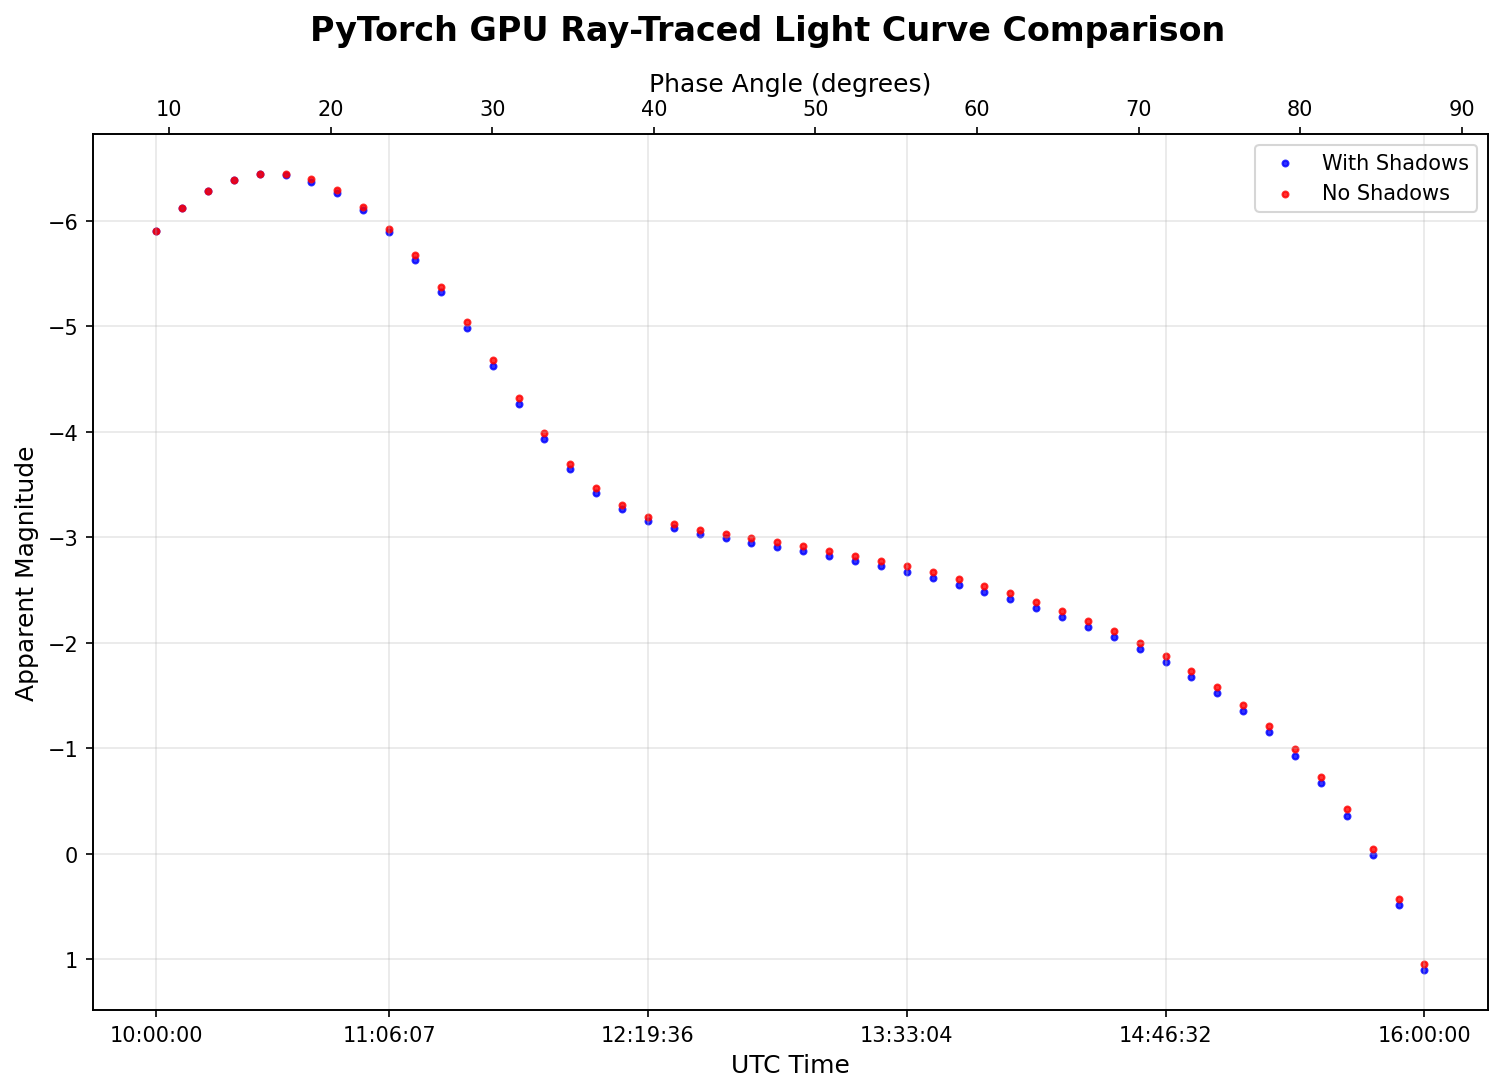 PyTorch GPU Ray-Traced Light Curve Comparison
Phase Angle (degrees)
10 20 30 40 50 60 70 80 90
With Shadows
No Shadows
Apparent Magnitude
−6
−5
−4
−3
−2
−1
0
1
10:00:00 11:06:07 12:19:36 13:33:04 14:46:32 16:00:00
UTC Time